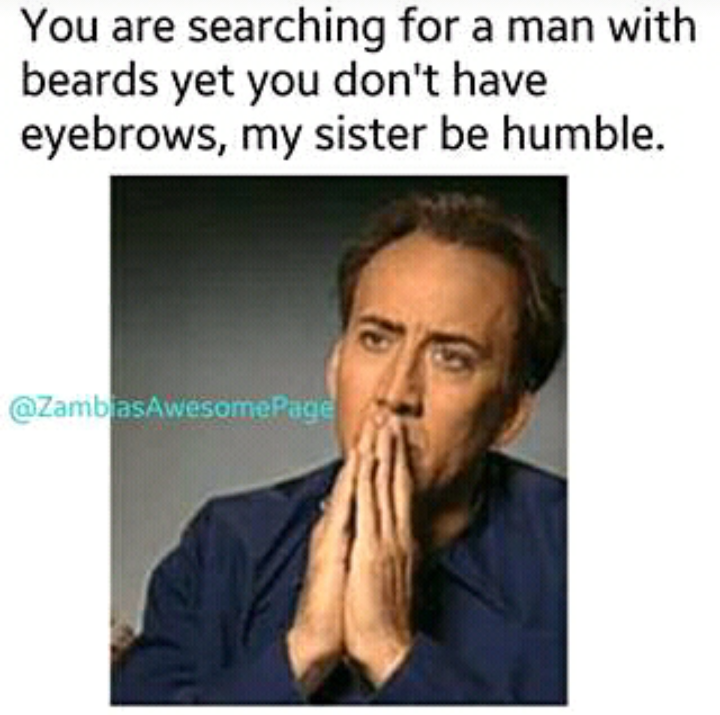 You are searching for a man with
beards yet you don't have
eyebrows, my sister be humble.
@ZambiasAwesomePage